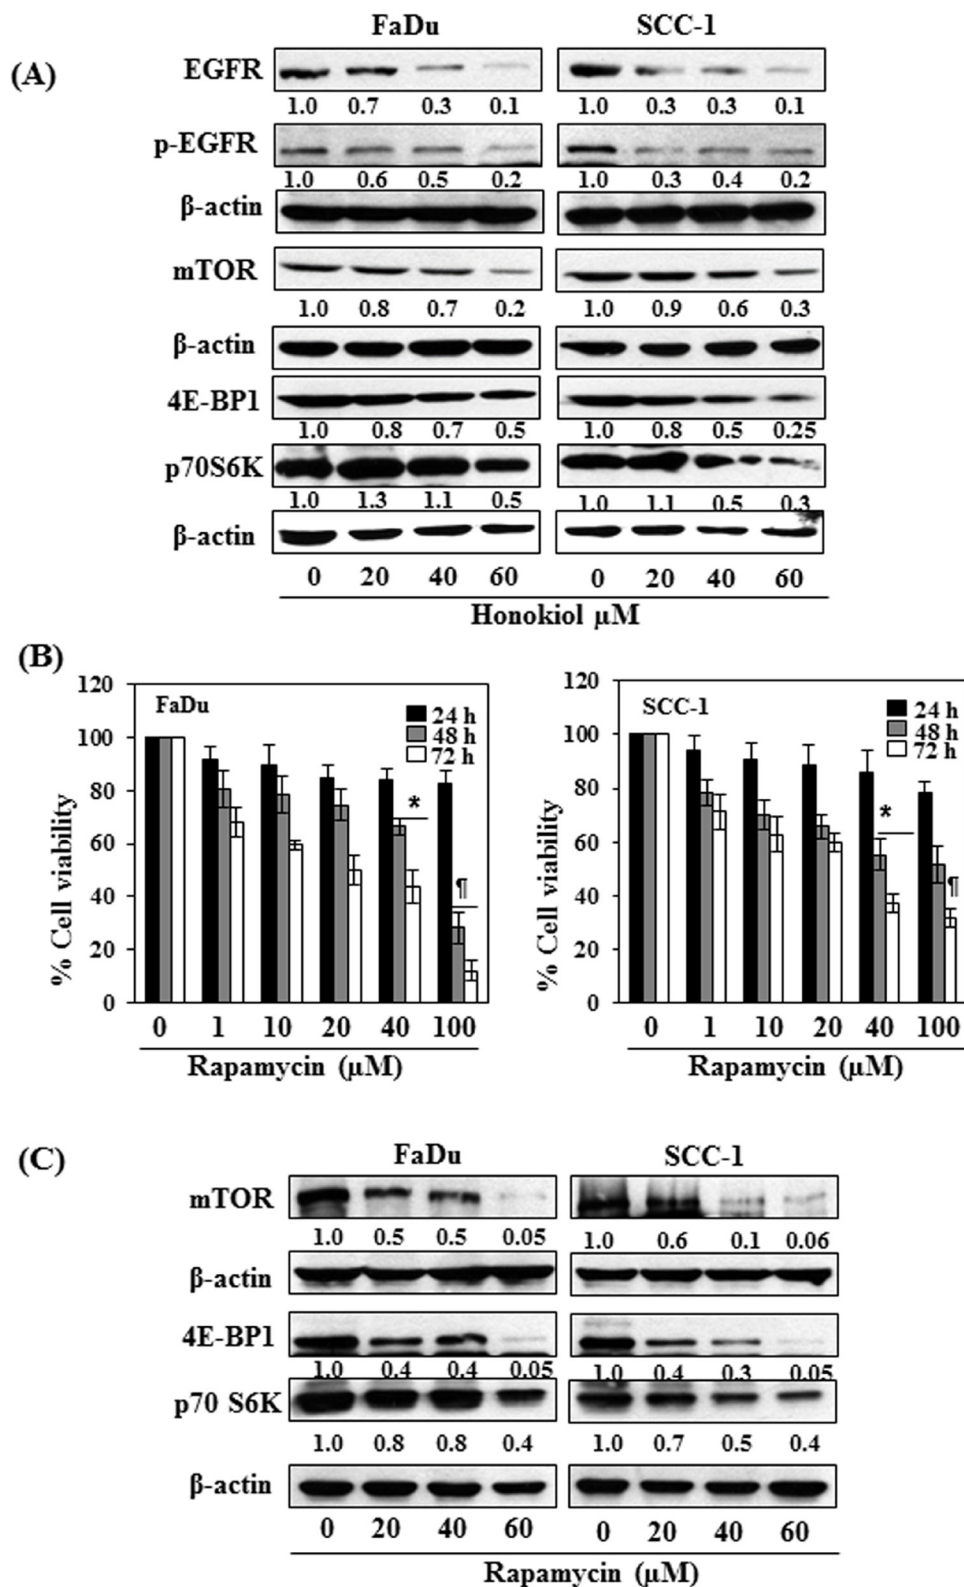 FaDu SCC-1
(A)
EGFR
1.0 0.7 0.3 0.1 1.0 0.3 0.3 0.1
p-EGFR
1.0 0.6 0.5 0.2 1.0 0.3 0.4 0.2
β-actin
mTOR
1.0 0.8 0.7 0.2 1.0 0.9 0.6 0.3
β-actin
4E-BP1
1.0 0.8 0.7 0.5 1.0 0.8 0.5 0.25
p70S6K
1.0 1.3 1.1 0.5 1.0 1.1 0.5 0.3
β-actin
0 20 40 60 0 20 40 60
Honokiol µM
(B)
120
100
80
60
40
20
0
% Cell viability
FaDu
24 h
48 h
72 h
*
¶
0 1 10 20 40 100
Rapamycin (µM)
120
100
80
60
40
20
0
% Cell viability
SCC-1
24 h
48 h
72 h
*
¶
0 1 10 20 40 100
Rapamycin (µM)
(C)
FaDu SCC-1
mTOR
1.0 0.5 0.5 0.05 1.0 0.6 0.1 0.06
β-actin
4E-BP1
1.0 0.4 0.4 0.05 1.0 0.4 0.3 0.05
p70 S6K
1.0 0.8 0.8 0.4 1.0 0.7 0.5 0.4
β-actin
0 20 40 60 0 20 40 60
Rapamycin (µM)